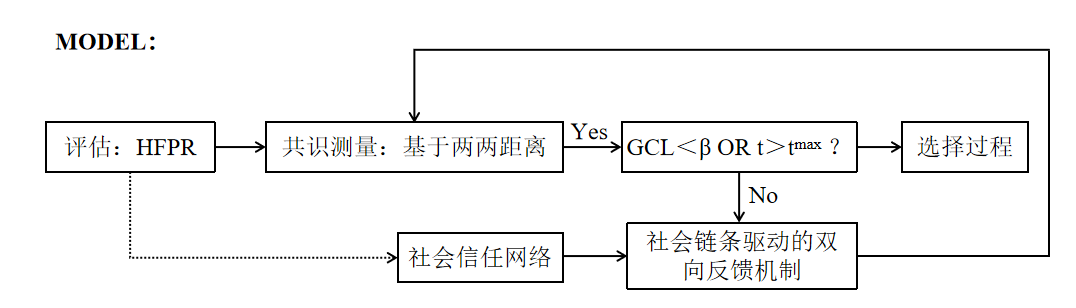 MODEL：
评估：HFPR
共识测量：基于两两距离
Yes
GCL＜β OR t＞tᵐᵃˣ？
选择过程
No
社会信任网络
社会链条驱动的双
向反馈机制